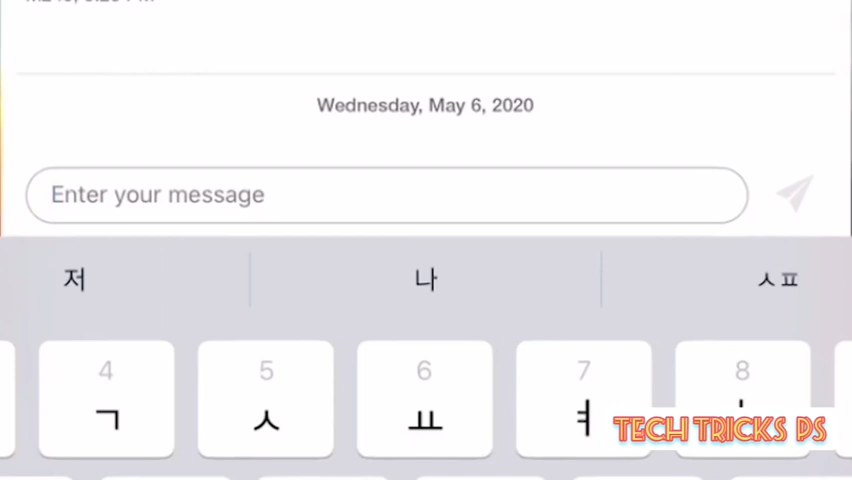 Wednesday, May 6, 2020
Enter your message
저 나 ㅅㅍ
4 5 6 7 8
ㄱ ㅅ ㅛ ㅕ
TECH TRICKS PS